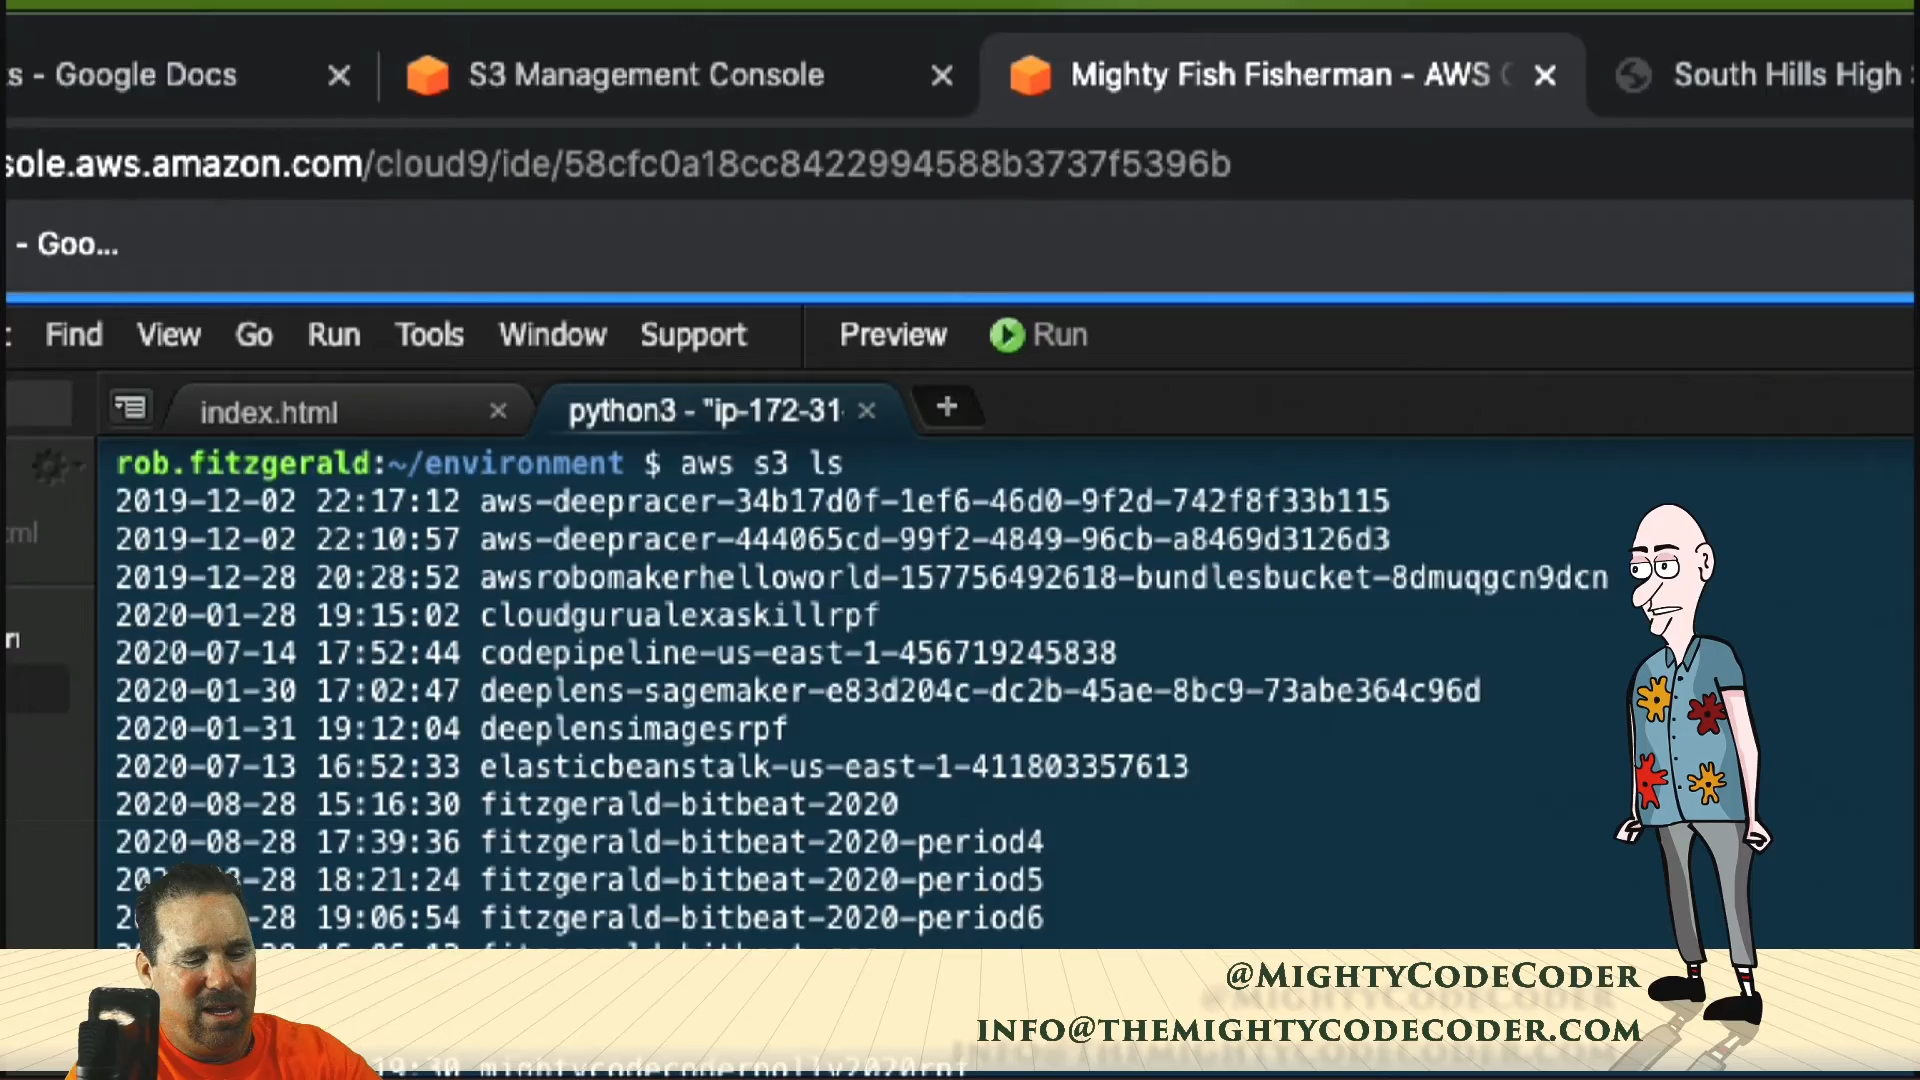 s - Google Docs
S3 Management Console
Mighty Fish Fisherman - AWS
South Hills High
sole.aws.amazon.com/cloud9/ide/58cfc0a18cc8422994588b3737f5396b
- Goo...
Find View Go Run Tools Window Support Preview Run
index.html
python3 - "ip-172-31-
rob.fitzgerald:~/environment $ aws s3 ls
2019-12-02 22:17:12 aws-deepracer-34b17d0f-1ef6-46d0-9f2d-742f8f33b115
2019-12-02 22:10:57 aws-deepracer-444065cd-99f2-4849-96cb-a8469d3126d3
2019-12-28 20:28:52 awsrobomakerhelloworld-157756492618-bundlesbucket-8dmuqgcn9dcn
2020-01-28 19:15:02 cloudgurualexaskillrpf
2020-07-14 17:52:44 codepipeline-us-east-1-456719245838
2020-01-30 17:02:47 deeplens-sagemaker-e83d204c-dc2b-45ae-8bc9-73abe364c96d
2020-01-31 19:12:04 deeplensimagesrpf
2020-07-13 16:52:33 elasticbeanstalk-us-east-1-411803357613
2020-08-28 15:16:30 fitzgerald-bitbeat-2020
2020-08-28 17:39:36 fitzgerald-bitbeat-2020-period4
-28 18:21:24 fitzgerald-bitbeat-2020-period5
-28 19:06:54 fitzgerald-bitbeat-2020-period6
@MightyCodeCoder
info@themightycodecoder.com
19:30 mightycodecoderpolly2020rpf